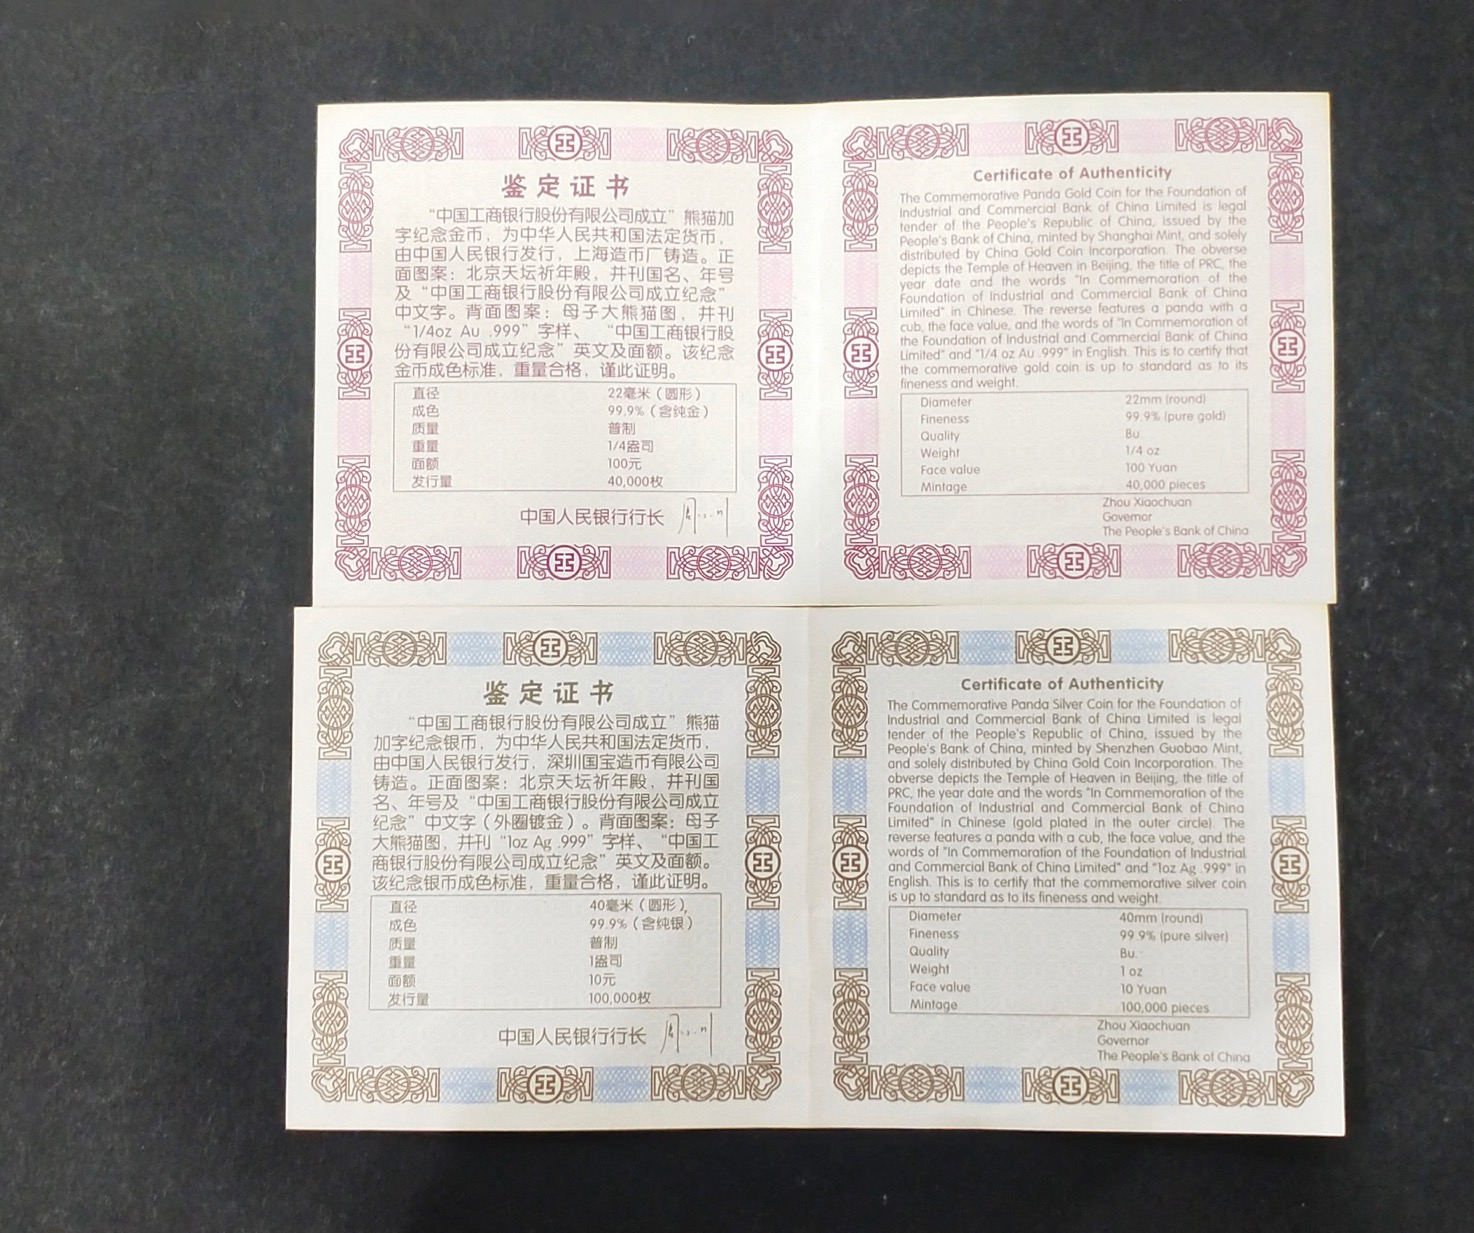 鉴定证书
“中国工商银行股份有限公司成立”熊猫加
字纪念金币，为中华人民共和国法定货币，
由中国人民银行发行，上海造币厂铸造。正
面图案：北京天坛祈年殿，并刊国名、年号
及“中国工商银行股份有限公司成立纪念”
中文字。背面图案：母子大熊猫图，并刊
“1/4oz Au .999”字样、“中国工商银行股
份有限公司成立纪念”英文及面额。该纪念
金币成色标准，重量合格，谨此证明。
直径 22毫米（圆形）
成色 99.9%（含纯金）
质量 普制
重量 1/4盎司
面额 100元
发行量 40,000枚
中国人民银行行长
Certificate of Authenticity
The Commemorative Panda Gold Coin for the Foundation of
Industrial and Commercial Bank of China Limited is legal
tender of the People's Republic of China, issued by the
People's Bank of China, minted by Shanghai Mint, and solely
distributed by China Gold Coin Incorporation. The obverse
depicts the Temple of Heaven in Beijing, the title of PRC, the
year date and the words "In Commemoration of the
Foundation of Industrial and Commercial Bank of China
Limited" in Chinese. The reverse features a panda with a
cub, the face value, and the words of "In Commemoration of
the Foundation of Industrial and Commercial Bank of China
Limited" and "1/4 oz Au .999" in English. This is to certify that
the commemorative gold coin is up to standard as to its
fineness and weight.
Diameter 22mm (round)
Fineness 99.9% (pure gold)
Quality Bu.
Weight 1/4 oz
Face value 100 Yuan
Mintage 40,000 pieces
Zhou Xiaochuan
Governor
The People's Bank of China
鉴定证书
“中国工商银行股份有限公司成立”熊猫
加字纪念银币，为中华人民共和国法定货币，
由中国人民银行发行，深圳国宝造币有限公司
铸造。正面图案：北京天坛祈年殿，并刊国
名、年号及“中国工商银行股份有限公司成立
纪念”中文字（外圈镀金）。背面图案：母子
大熊猫图，并刊“1oz Ag .999”字样、“中国工
商银行股份有限公司成立纪念”英文及面额。
该纪念银币成色标准，重量合格，谨此证明。
直径 40毫米（圆形）
成色 99.9%（含纯银）
质量 普制
重量 1盎司
面额 10元
发行量 100,000枚
中国人民银行行长
Certificate of Authenticity
The Commemorative Panda Silver Coin for the Foundation of
Industrial and Commercial Bank of China Limited is legal
tender of the People's Republic of China, issued by the
People's Bank of China, minted by Shenzhen Guobao Mint,
and solely distributed by China Gold Coin Incorporation. The
obverse depicts the Temple of Heaven in Beijing, the title of
PRC, the year date and the words "In Commemoration of the
Foundation of Industrial and Commercial Bank of China
Limited" in Chinese (gold plated in the outer circle). The
reverse features a panda with a cub, the face value, and the
words of "In Commemoration of the Foundation of Industrial
and Commercial Bank of China Limited" and "1oz Ag .999" in
English. This is to certify that the commemorative silver coin
is up to standard as to its fineness and weight.
Diameter 40mm (round)
Fineness 99.9% (pure silver)
Quality Bu.
Weight 1 oz
Face value 10 Yuan
Mintage 100,000 pieces
Zhou Xiaochuan
Governor
The People's Bank of China